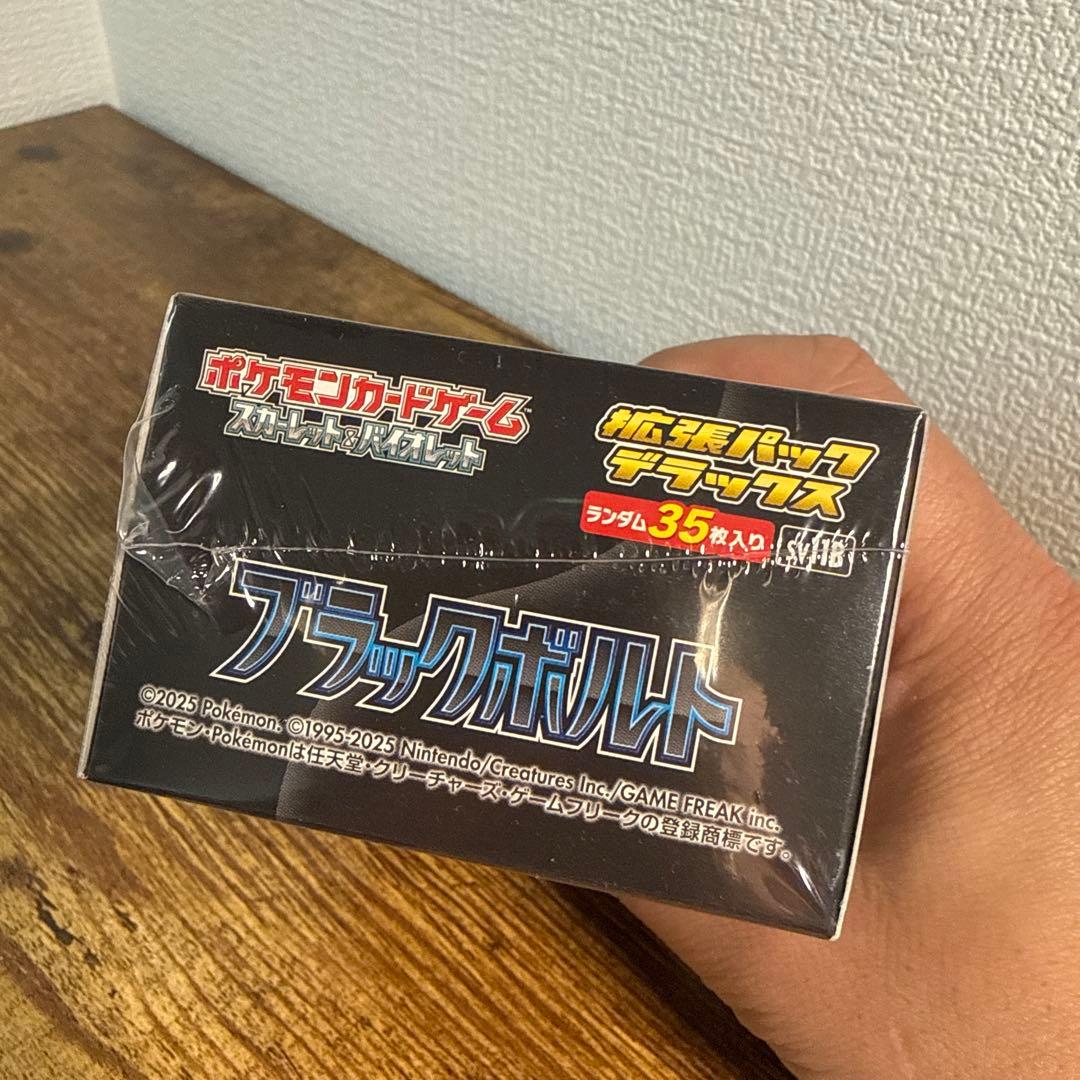 ポケモンカードゲーム™
スカーレット&バイオレット
拡張パック
デラックス
ランダム35枚入り
SV11B
ブラックボルト
©2025 Pokémon. ©1995-2025 Nintendo/Creatures Inc./GAME FREAK inc.
ポケモン・Pokémonは任天堂・クリーチャーズ・ゲームフリークの登録商標です。